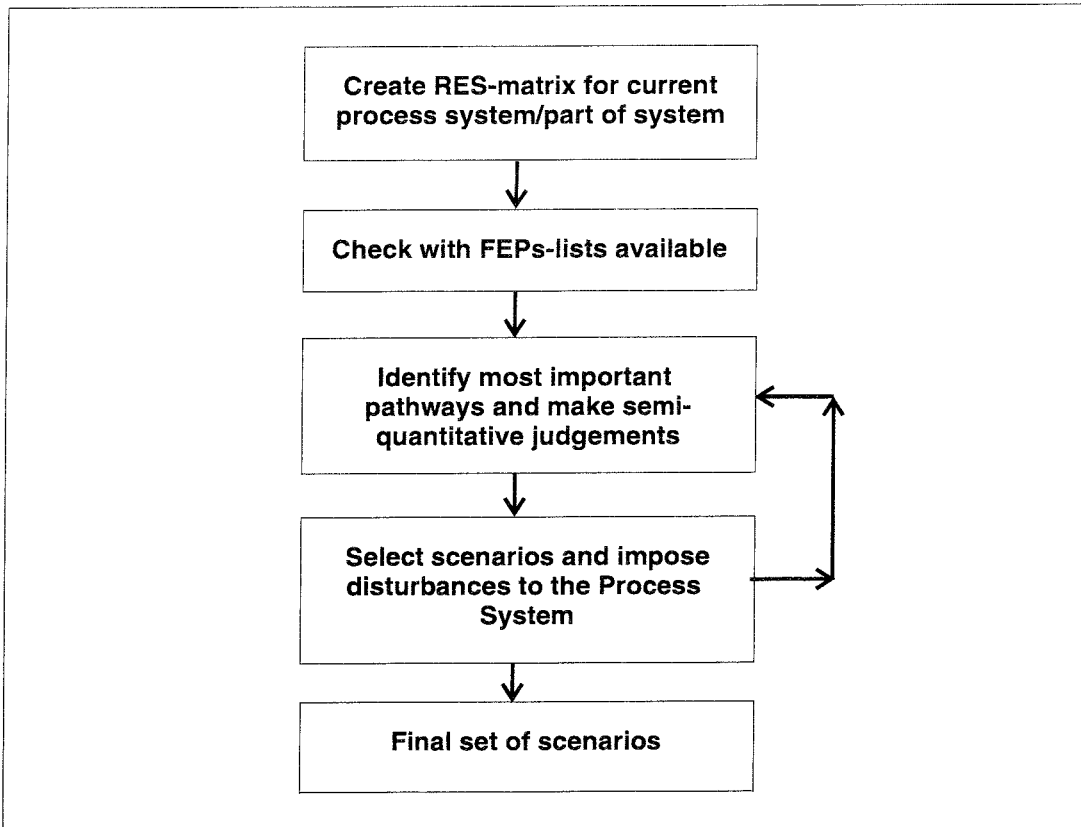 Create RES-matrix for current
process system/part of system
Check with FEPs-lists available
Identify most important
pathways and make semi-
quantitative judgements
Select scenarios and impose
disturbances to the Process
System
Final set of scenarios